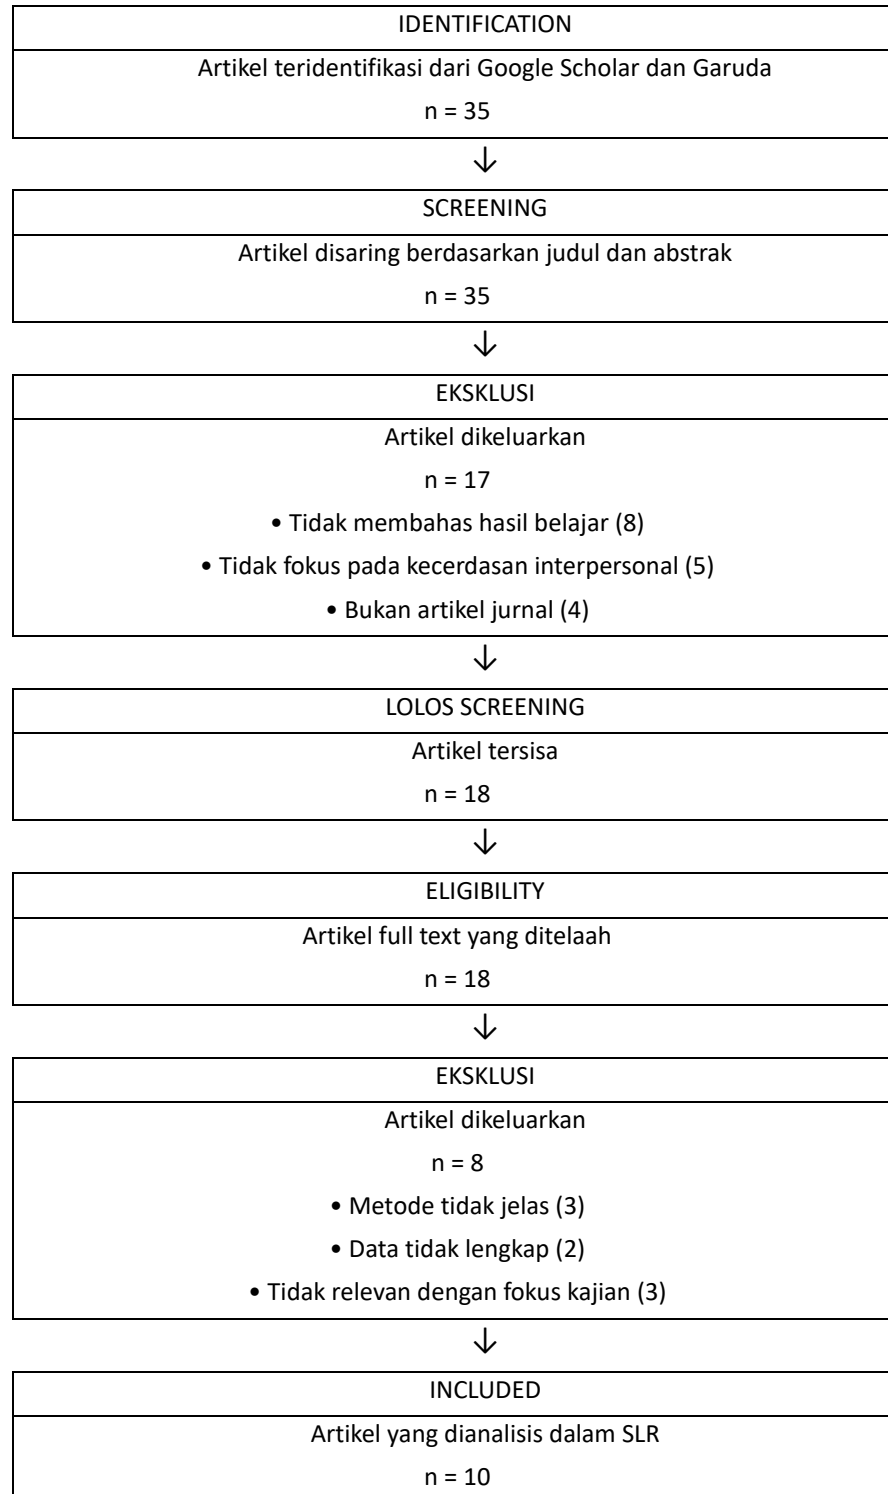 IDENTIFICATION
Artikel teridentifikasi dari Google Scholar dan Garuda
n = 35
↓
SCREENING
Artikel disaring berdasarkan judul dan abstrak
n = 35
↓
EKSKLUSI
Artikel dikeluarkan
n = 17
• Tidak membahas hasil belajar (8)
• Tidak fokus pada kecerdasan interpersonal (5)
• Bukan artikel jurnal (4)
↓
LOLOS SCREENING
Artikel tersisa
n = 18
↓
ELIGIBILITY
Artikel full text yang ditelaah
n = 18
↓
EKSKLUSI
Artikel dikeluarkan
n = 8
• Metode tidak jelas (3)
• Data tidak lengkap (2)
• Tidak relevan dengan fokus kajian (3)
↓
INCLUDED
Artikel yang dianalisis dalam SLR
n = 10